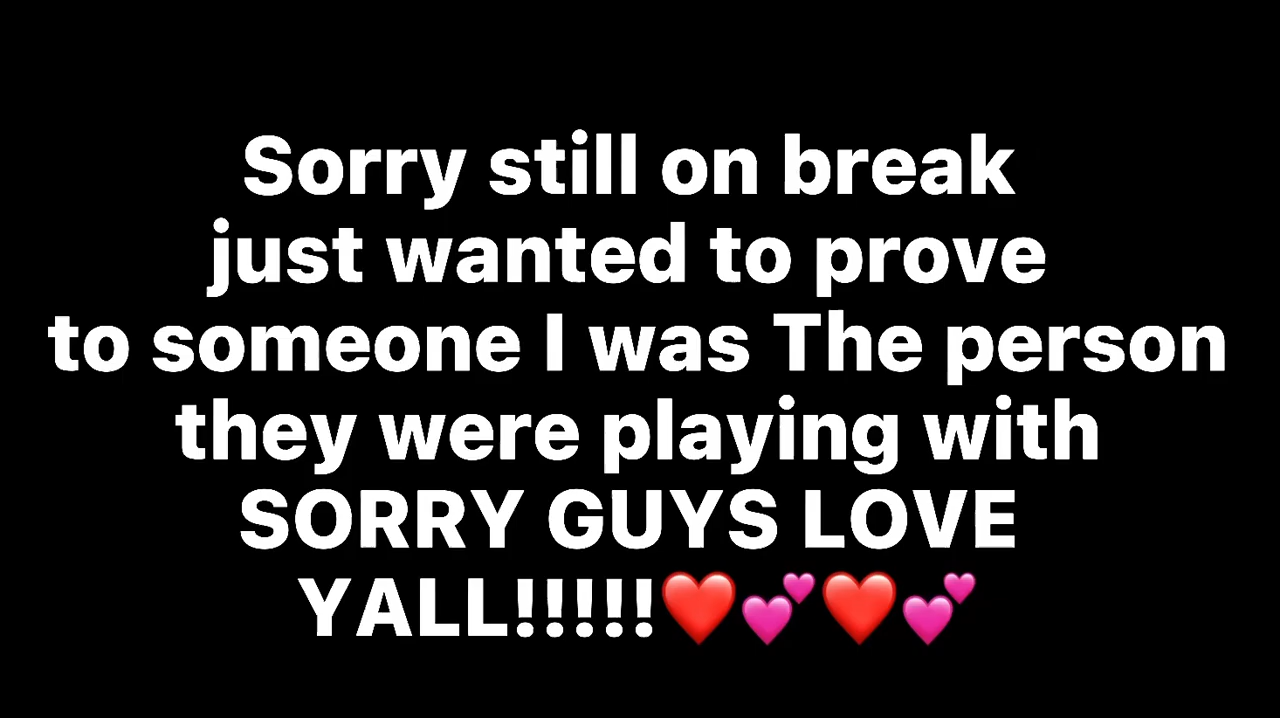 Sorry still on break
just wanted to prove
to someone I was The person
they were playing with
SORRY GUYS LOVE
YALL!!!!!❤️💕❤️💕